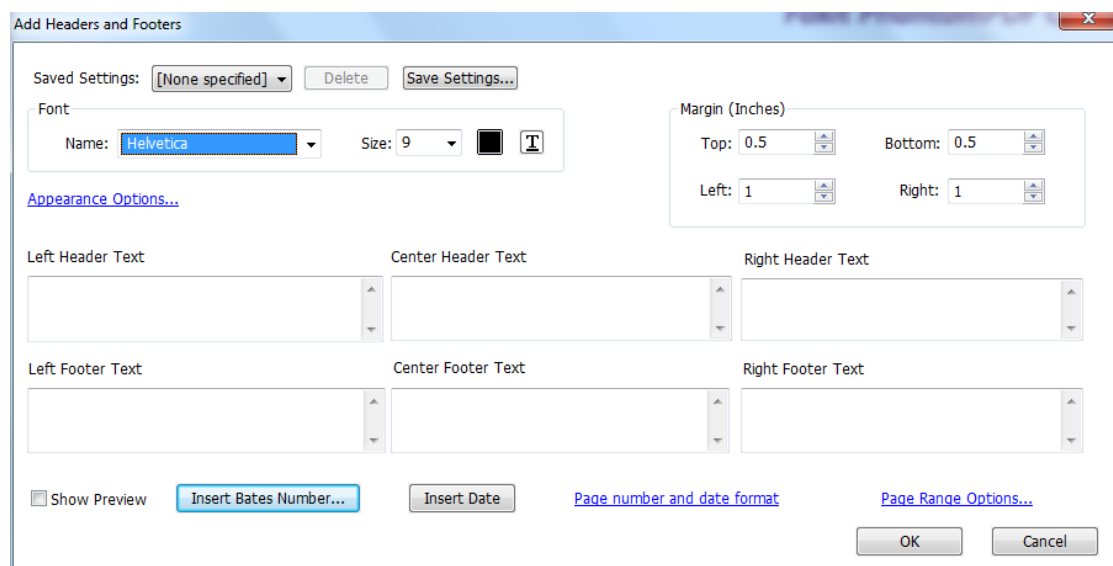 Add Headers and Footers
Saved Settings: [None specified] Delete Save Settings...
Font
Name: Helvetica Size: 9 T
Margin (Inches)
Top: 0.5 Bottom: 0.5
Left: 1 Right: 1
Appearance Options...
Left Header Text Center Header Text Right Header Text
Left Footer Text Center Footer Text Right Footer Text
Show Preview Insert Bates Number... Insert Date Page number and date format Page Range Options...
OK Cancel